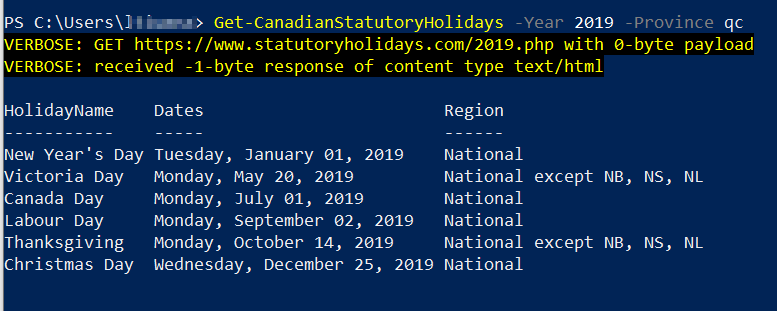 PS C:\Users\> Get-CanadianStatutoryHolidays -Year 2019 -Province qc
VERBOSE: GET https://www.statutoryholidays.com/2019.php with 0-byte payload
VERBOSE: received -1-byte response of content type text/html
HolidayName Dates Region
----------- ----- ------
New Year's Day Tuesday, January 01, 2019 National
Victoria Day Monday, May 20, 2019 National except NB, NS, NL
Canada Day Monday, July 01, 2019 National
Labour Day Monday, September 02, 2019 National
Thanksgiving Monday, October 14, 2019 National except NB, NS, NL
Christmas Day Wednesday, December 25, 2019 National